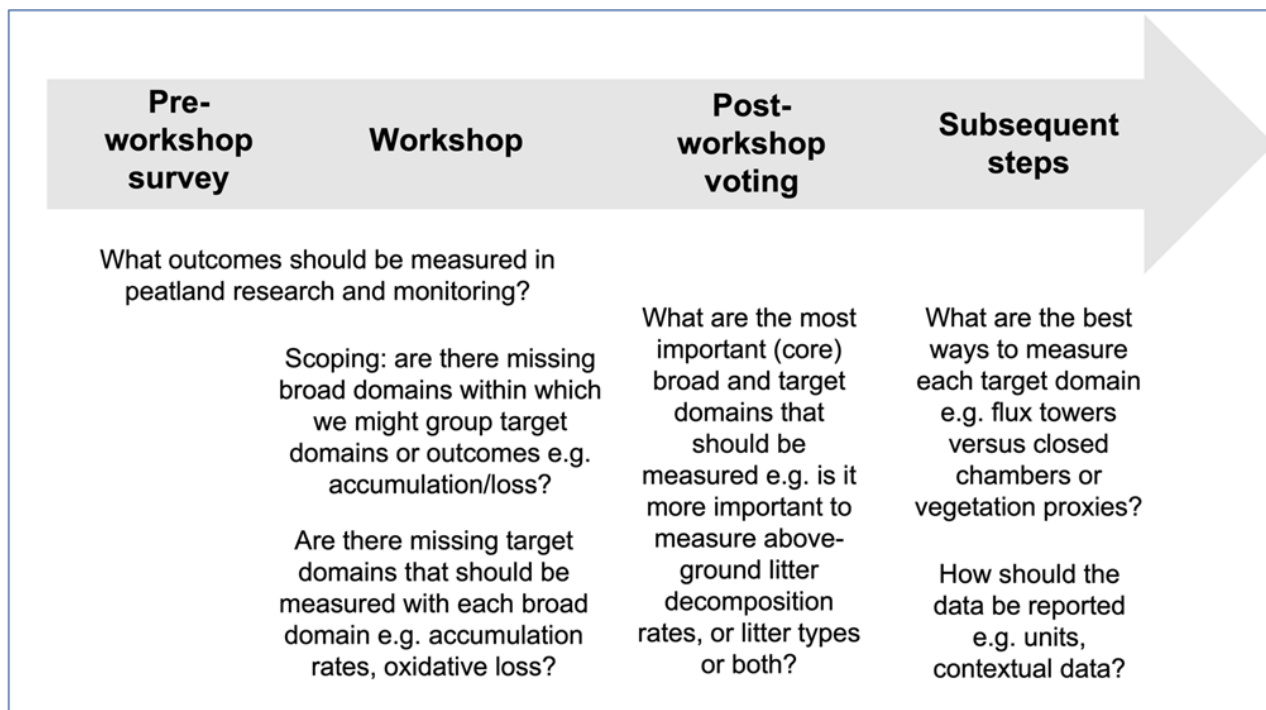 Pre-
workshop
survey
Workshop
Post-
workshop
voting
Subsequent
steps
What outcomes should be measured in
peatland research and monitoring?
Scoping: are there missing
broad domains within which
we might group target
domains or outcomes e.g.
accumulation/loss?
Are there missing target
domains that should be
measured with each broad
domain e.g. accumulation
rates, oxidative loss?
What are the most
important (core)
broad and target
domains that
should be
measured e.g. is it
more important to
measure above-
ground litter
decomposition
rates, or litter types
or both?
What are the best
ways to measure
each target domain
e.g. flux towers
versus closed
chambers or
vegetation proxies?
How should the
data be reported
e.g. units,
contextual data?